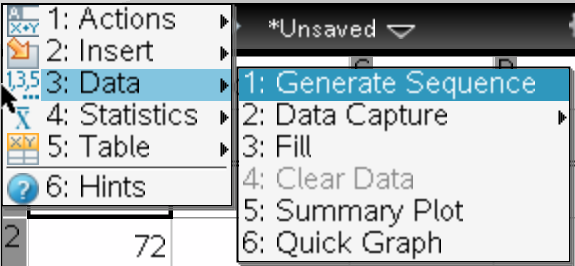 1: Actions
2: Insert
3: Data
4: Statistics
5: Table
6: Hints
*Unsaved
1: Generate Sequence
2: Data Capture
3: Fill
4: Clear Data
5: Summary Plot
6: Quick Graph
2
72